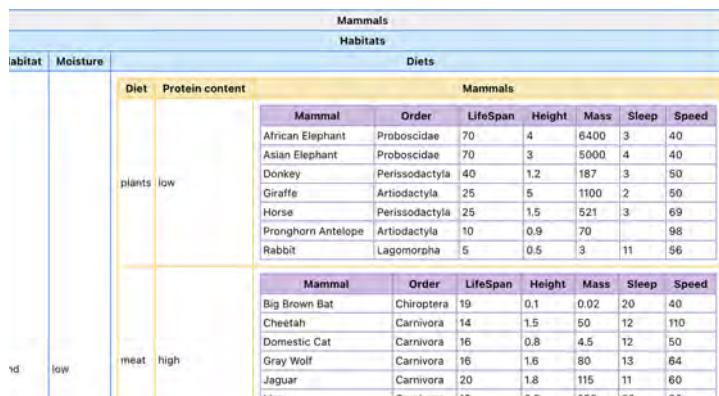 Mammals
Habitats
Moisture Diets
Diet Protein content Mammals
Mammal Order LifeSpan Height Mass Sleep Speed
African Elephant Proboscidae 70 4 6400 3 40
Asian Elephant Proboscidae 70 3 5000 4 40
Donkey Perissodactyla 40 1.2 187 3 50
plants low
Giraffe Artiodactyla 25 5 1100 2 50
Horse Perissodactyla 25 1.5 521 3 69
Pronghorn Antelope Artiodactyla 10 0.9 70 98
Rabbit Lagomorpha 5 0.5 3 11 56
Mammal Order LifeSpan Height Mass Sleep Speed
Big Brown Bat Chiroptera 19 0.1 0.02 20 40
Cheetah Carnivora 14 1.5 50 12 110
Domestic Cat Carnivora 16 0.8 4.5 12 50
low meat high
Gray Wolf Carnivora 16 1.6 80 13 64
Jaguar Carnivora 20 1.8 115 11 60